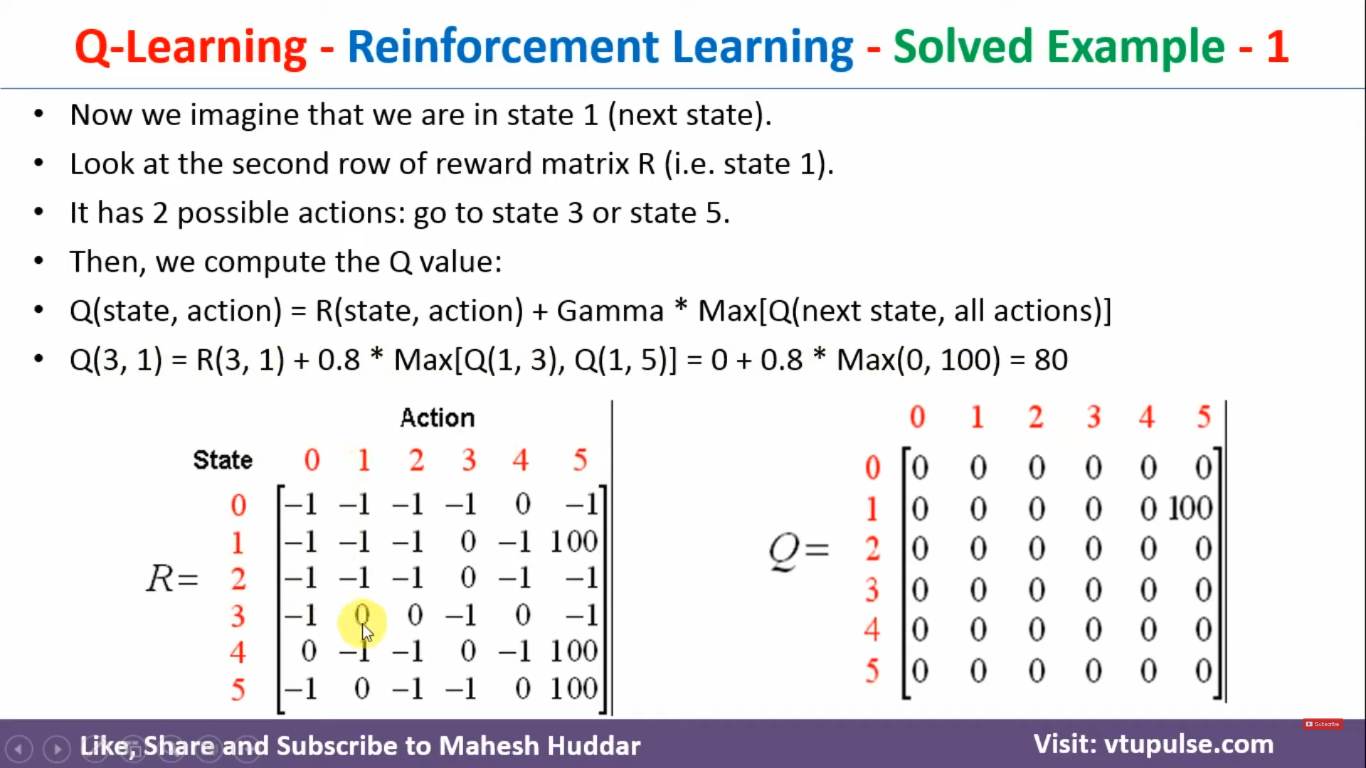 Q-Learning - Reinforcement Learning - Solved Example - 1
• Now we imagine that we are in state 1 (next state).
• Look at the second row of reward matrix R (i.e. state 1).
• It has 2 possible actions: go to state 3 or state 5.
• Then, we compute the Q value:
• Q(state, action) = R(state, action) + Gamma * Max[Q(next state, all actions)]
• Q(3, 1) = R(3, 1) + 0.8 * Max[Q(1, 3), Q(1, 5)] = 0 + 0.8 * Max(0, 100) = 80
Action
State 0 1 2 3 4 5
0 −1 −1 −1 −1 0 −1
1 −1 −1 −1 0 −1 100
R= 2 −1 −1 −1 0 −1 −1
3 −1 0 0 −1 0 −1
4 0 −1 −1 0 −1 100
5 −1 0 −1 −1 0 100
0 1 2 3 4 5
0 0 0 0 0 0 0
1 0 0 0 0 0 100
Q= 2 0 0 0 0 0 0
3 0 0 0 0 0 0
4 0 0 0 0 0 0
5 0 0 0 0 0 0
Subscribe
Like, Share and Subscribe to Mahesh Huddar
Visit: vtupulse.com